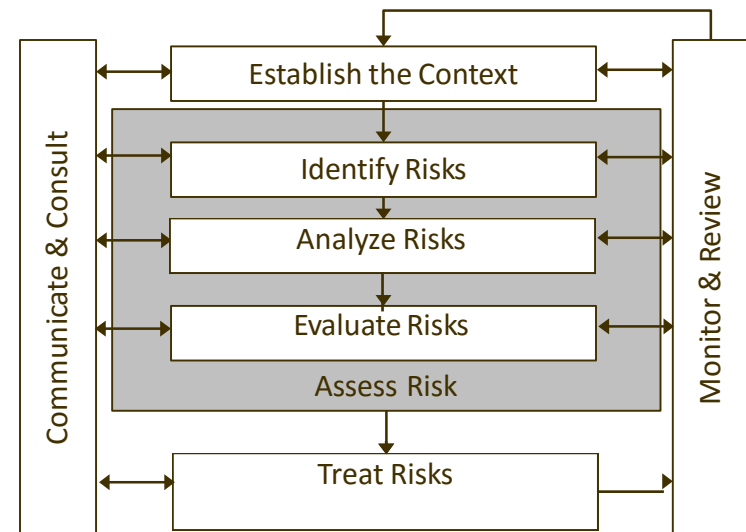 Establish the Context
Identify Risks
Analyze Risks
Evaluate Risks
Assess Risk
Treat Risks
Communicate & Consult
Monitor & Review